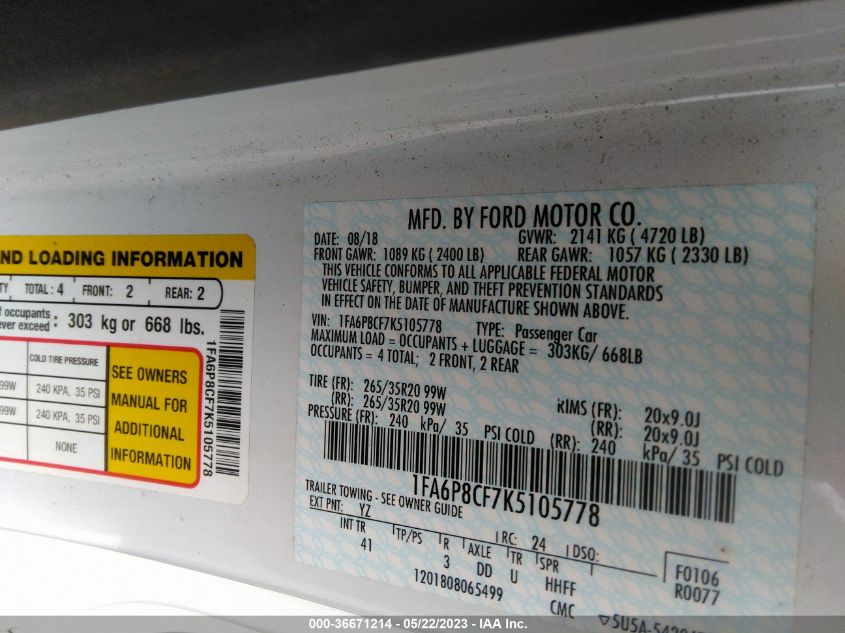 ND LOADING INFORMATION
TY TOTAL: 4 FRONT: 2 REAR: 2
f occupants
ever exceed : 303 kg or 668 lbs.
COLD TIRE PRESSURE
99W 240 KPA, 35 PSI
99W 240 KPA, 35 PSI
NONE
SEE OWNERS
MANUAL FOR
ADDITIONAL
INFORMATION
1FA6P8CF7K5105778
MFD. BY FORD MOTOR CO.
DATE: 08/18 GVWR: 2141 KG ( 4720 LB)
FRONT GAWR: 1089 KG ( 2400 LB) REAR GAWR: 1057 KG ( 2330 LB)
THIS VEHICLE CONFORMS TO ALL APPLICABLE FEDERAL MOTOR
VEHICLE SAFETY, BUMPER, AND THEFT PREVENTION STANDARDS
IN EFFECT ON THE DATE OF MANUFACTURE SHOWN ABOVE.
VIN: 1FA6P8CF7K5105778 TYPE: Passenger Car
MAXIMUM LOAD = OCCUPANTS + LUGGAGE = 303KG/ 668LB
OCCUPANTS = 4 TOTAL; 2 FRONT, 2 REAR
TIRE (FR): 265/35R20 99W RIMS (FR): 20x9.0J
(RR): 265/35R20 99W (RR): 20x9.0J
PRESSURE (FR): 240 kPa/ 35 PSI COLD (RR): 240 kPa/ 35 PSI COLD
1FA6P8CF7K5105778
TRAILER TOWING - SEE OWNER GUIDE
EXT PNT: YZ RC: 24 DSO:
INT TR TP/PS R AXLE TR SPR F0106
41 3 DD U HHFF R0077
1201808065499 CMC
000-36671214 - 05/22/2023 - IAA Inc.